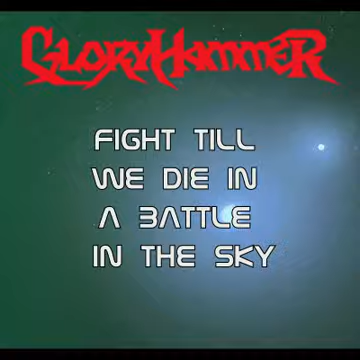 GLORYHAMMER
FIGHT TILL
WE DIE IN
A BATTLE
IN THE SKY